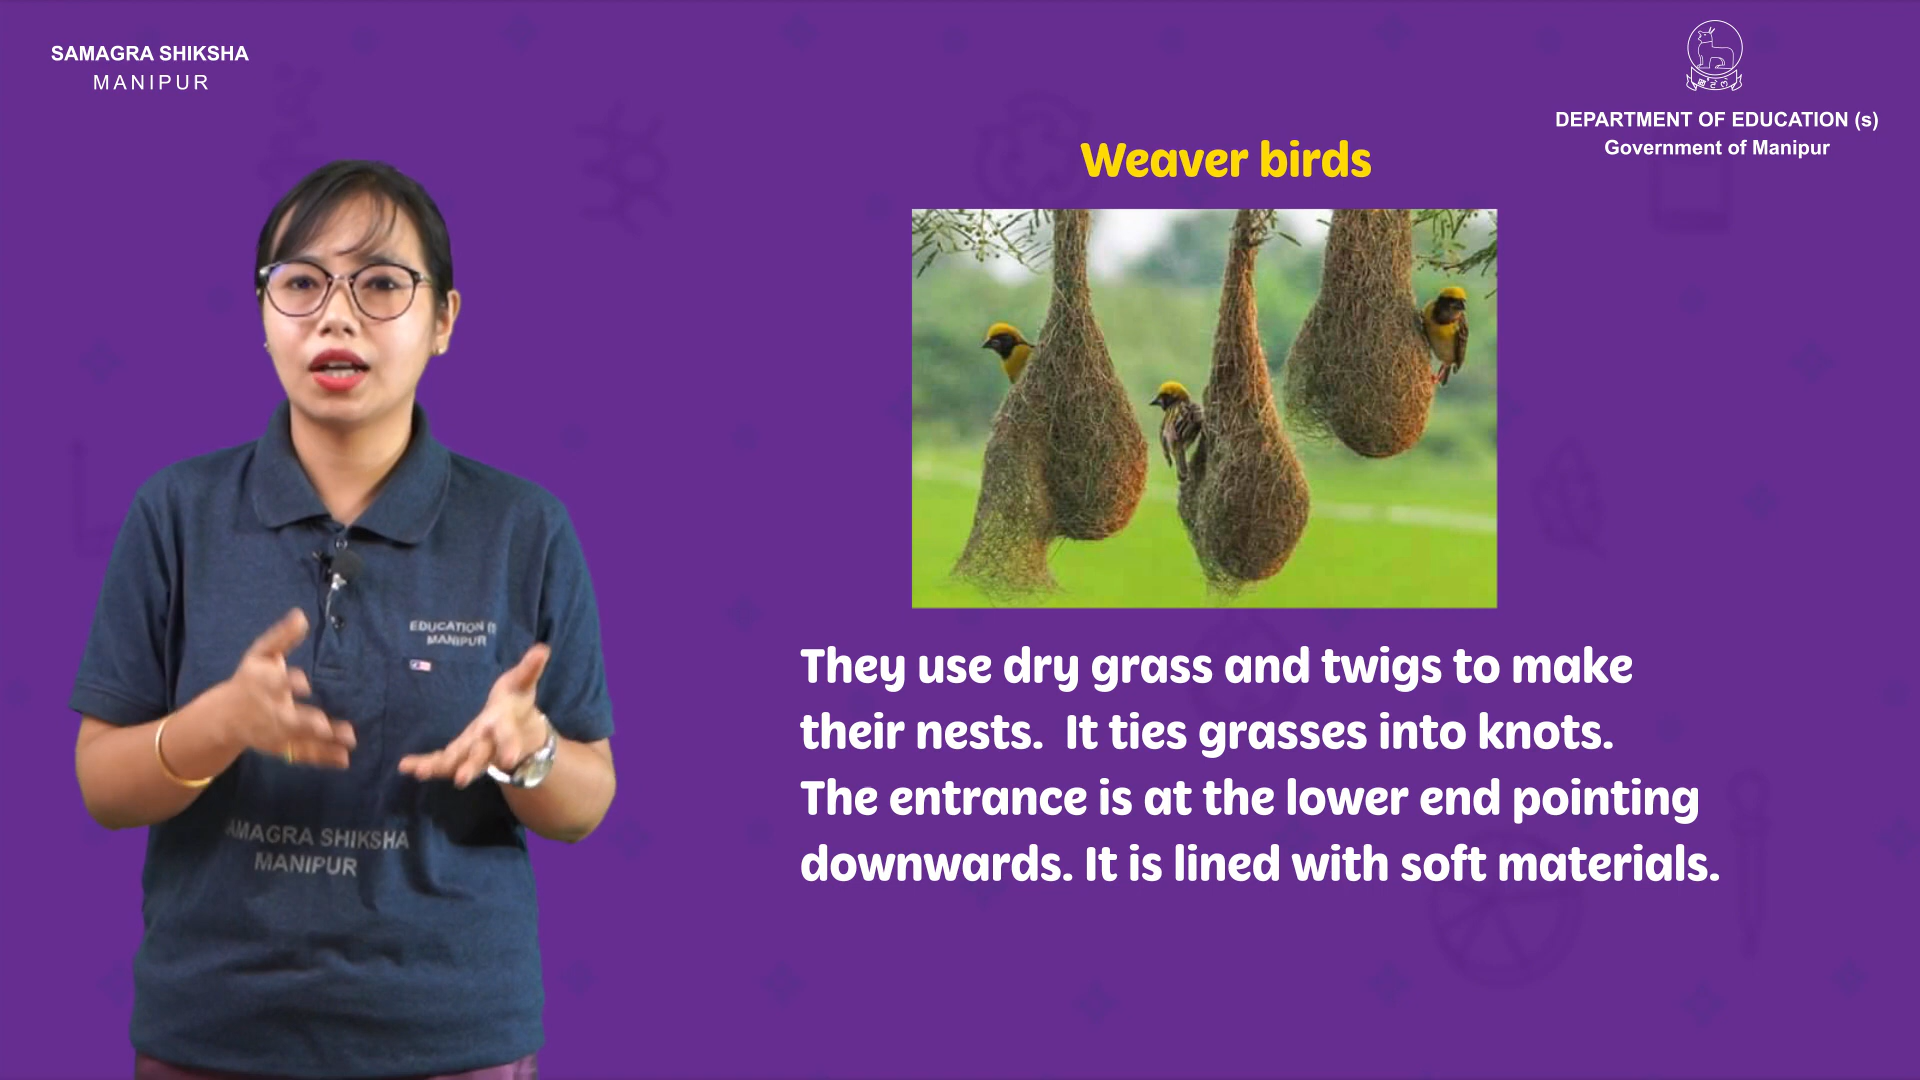 SAMAGRA SHIKSHA
MANIPUR
DEPARTMENT OF EDUCATION (s)
Government of Manipur
Weaver birds
They use dry grass and twigs to make
their nests. It ties grasses into knots.
The entrance is at the lower end pointing
downwards. It is lined with soft materials.
EDUCATION
MANIPUR
SHIKSHA
MANIPUR